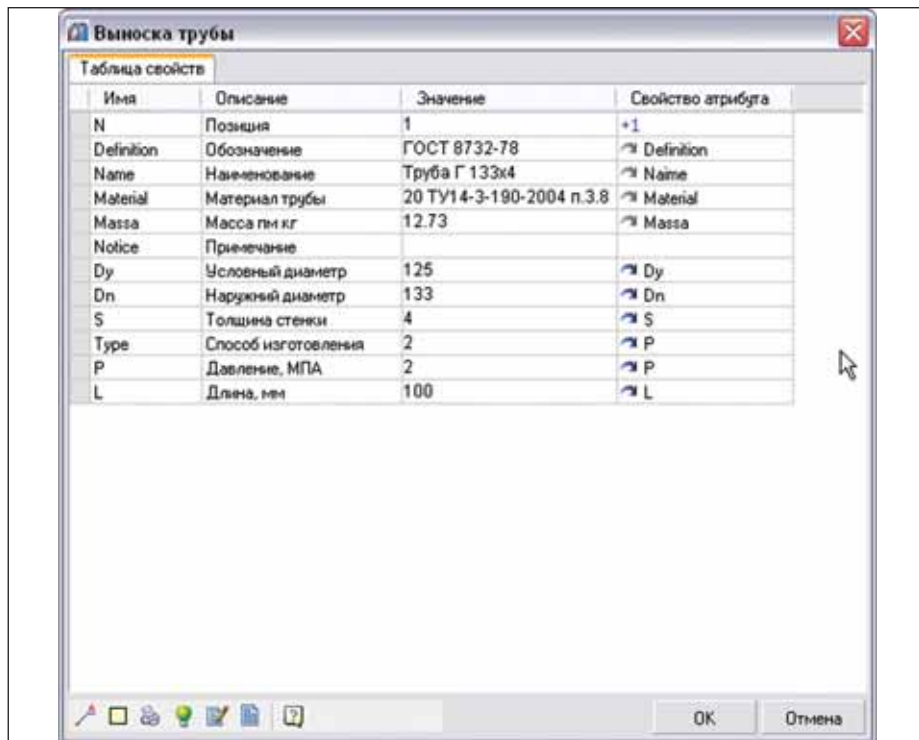 Выноска трубы
Таблица свойств
Имя Описание Значение Свойство атрибута
N Позиция 1 +1
Definition Обозначение ГОСТ 8732-78 Definition
Name Наименование Труба Г 133x4 Naime
Material Материал трубы 20 ТУ14-3-190-2004 п.3.8 Material
Massa Масса пм кг 12.73 Massa
Notice Примечание
Dy Условный диаметр 125 Dy
Dn Наружний диаметр 133 Dn
S Толщина стенки 4 S
Type Способ изготовления 2 P
P Давление, МПА 2 P
L Длина, мм 100 L
OK Отмена